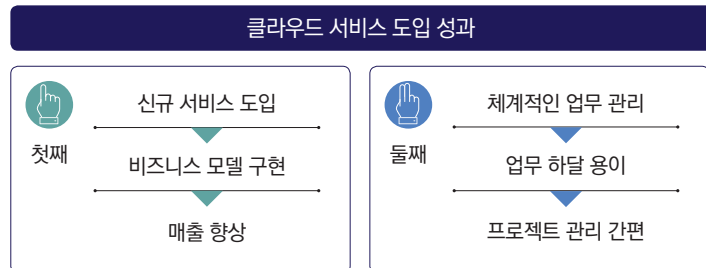 클라우드 서비스 도입 성과
첫째
신규 서비스 도입
비즈니스 모델 구현
매출 향상
둘째
체계적인 업무 관리
업무 하달 용이
프로젝트 관리 간편